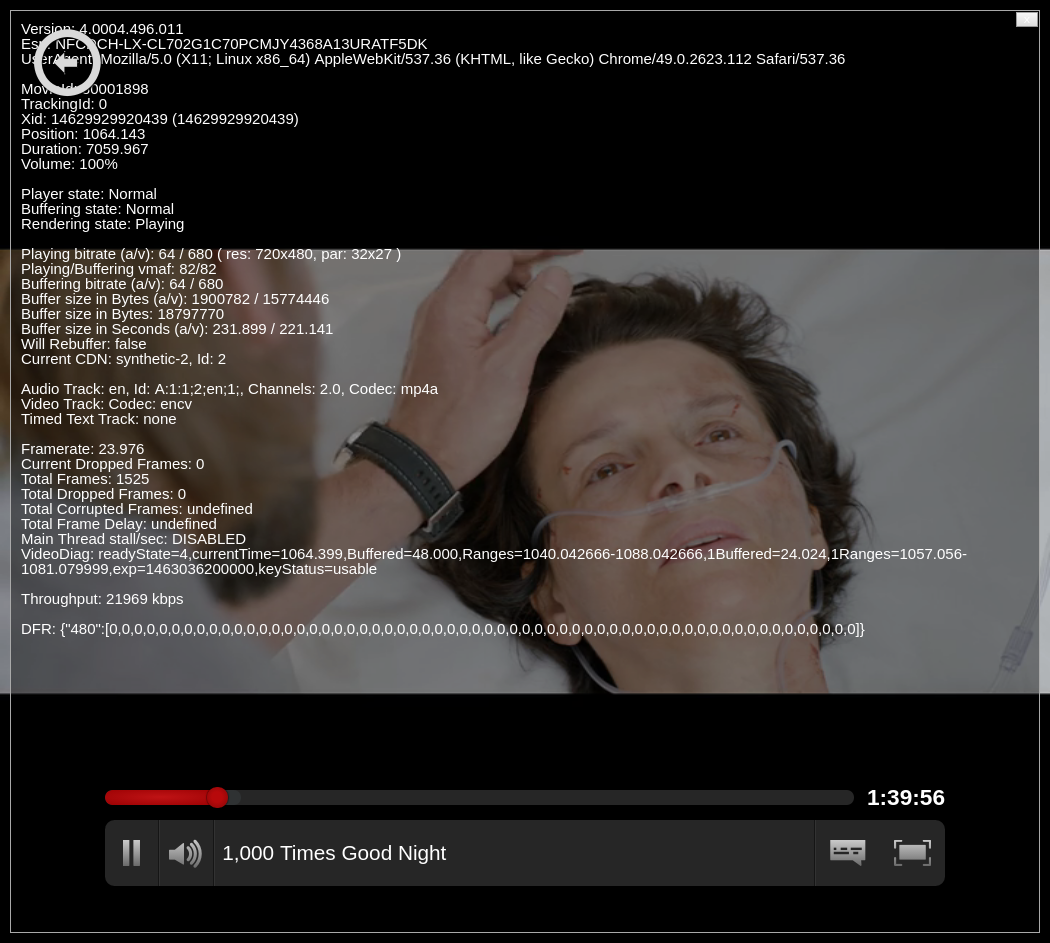 Version: 4.0004.496.011
Esn: NFCDCH-LX-CL702G1C70PCMJY4368A13URATF5DK
UserAgent: Mozilla/5.0 (X11; Linux x86_64) AppleWebKit/537.36 (KHTML, like Gecko) Chrome/49.0.2623.112 Safari/537.36
MovieId: 80001898
TrackingId: 0
Xid: 14629929920439 (14629929920439)
Position: 1064.143
Duration: 7059.967
Volume: 100%
Player state: Normal
Buffering state: Normal
Rendering state: Playing
Playing bitrate (a/v): 64 / 680 ( res: 720x480, par: 32x27 )
Playing/Buffering vmaf: 82/82
Buffering bitrate (a/v): 64 / 680
Buffer size in Bytes (a/v): 1900782 / 15774446
Buffer size in Bytes: 18797770
Buffer size in Seconds (a/v): 231.899 / 221.141
Will Rebuffer: false
Current CDN: synthetic-2, Id: 2
Audio Track: en, Id: A:1:1;2;en;1;, Channels: 2.0, Codec: mp4a
Video Track: Codec: encv
Timed Text Track: none
Framerate: 23.976
Current Dropped Frames: 0
Total Frames: 1525
Total Dropped Frames: 0
Total Corrupted Frames: undefined
Total Frame Delay: undefined
Main Thread stall/sec: DISABLED
VideoDiag: readyState=4,currentTime=1064.399,Buffered=48.000,Ranges=1040.042666-1088.042666,1Buffered=24.024,1Ranges=1057.056-
1081.079999,exp=1463036200000,keyStatus=usable
Throughput: 21969 kbps
DFR: {"480":[0,0,0,0,0,0,0,0,0,0,0,0,0,0,0,0,0,0,0,0,0,0,0,0,0,0,0,0,0,0,0,0,0,0,0,0,0,0,0,0,0,0,0,0,0,0,0,0,0,0,0,0,0,0,0,0,0,0,0,0]}
1:39:56
1,000 Times Good Night